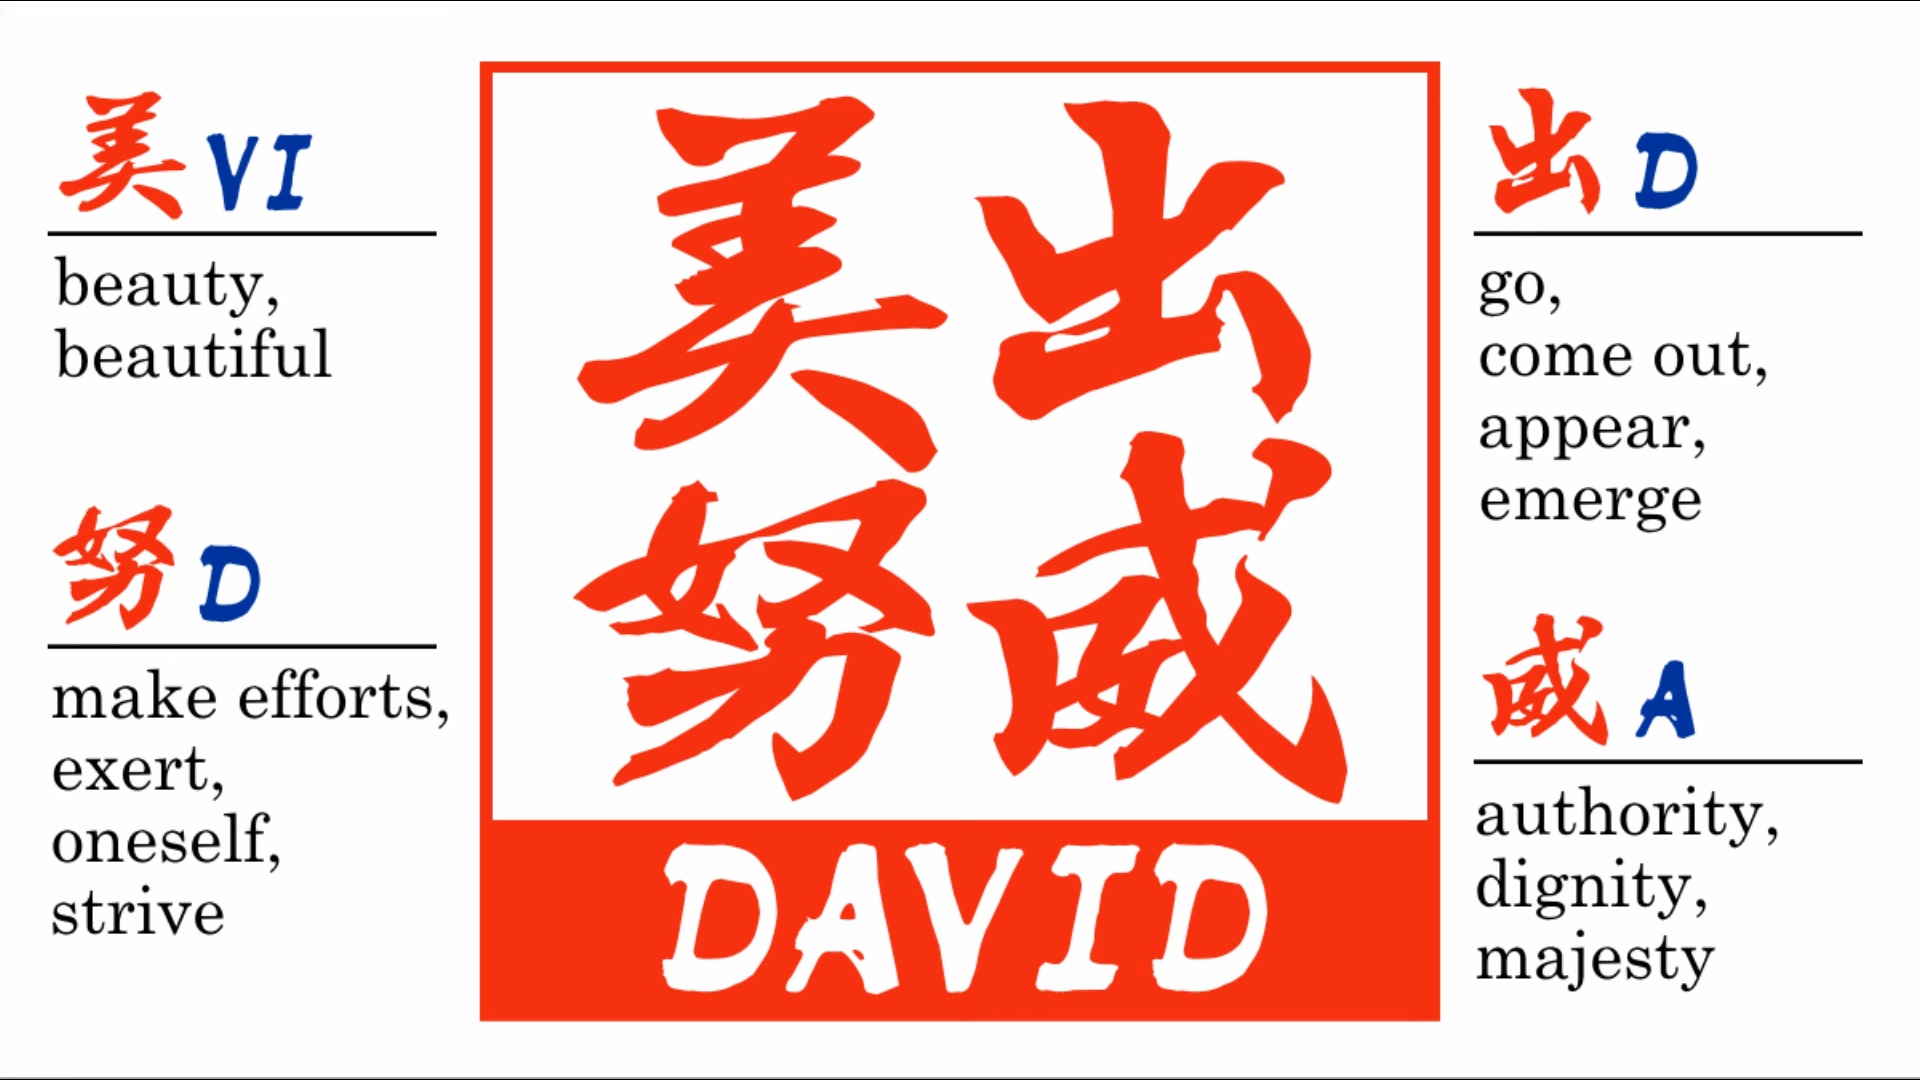 美 VI
beauty,
beautiful
努 D
make efforts,
exert,
oneself,
strive
美出
努威
DAVID
出 D
go,
come out,
appear,
emerge
威 A
authority,
dignity,
majesty